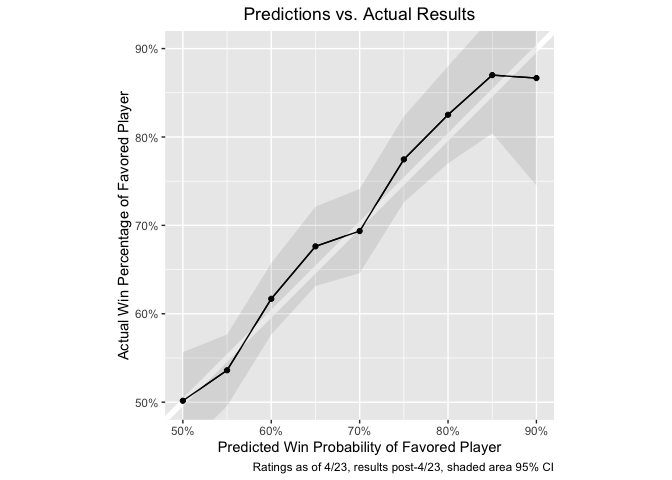 Predictions vs. Actual Results
Actual Win Percentage of Favored Player
90%
80%
70%
60%
50%
50%
60%
70%
80%
90%
Predicted Win Probability of Favored Player
Ratings as of 4/23, results post-4/23, shaded area 95% CI